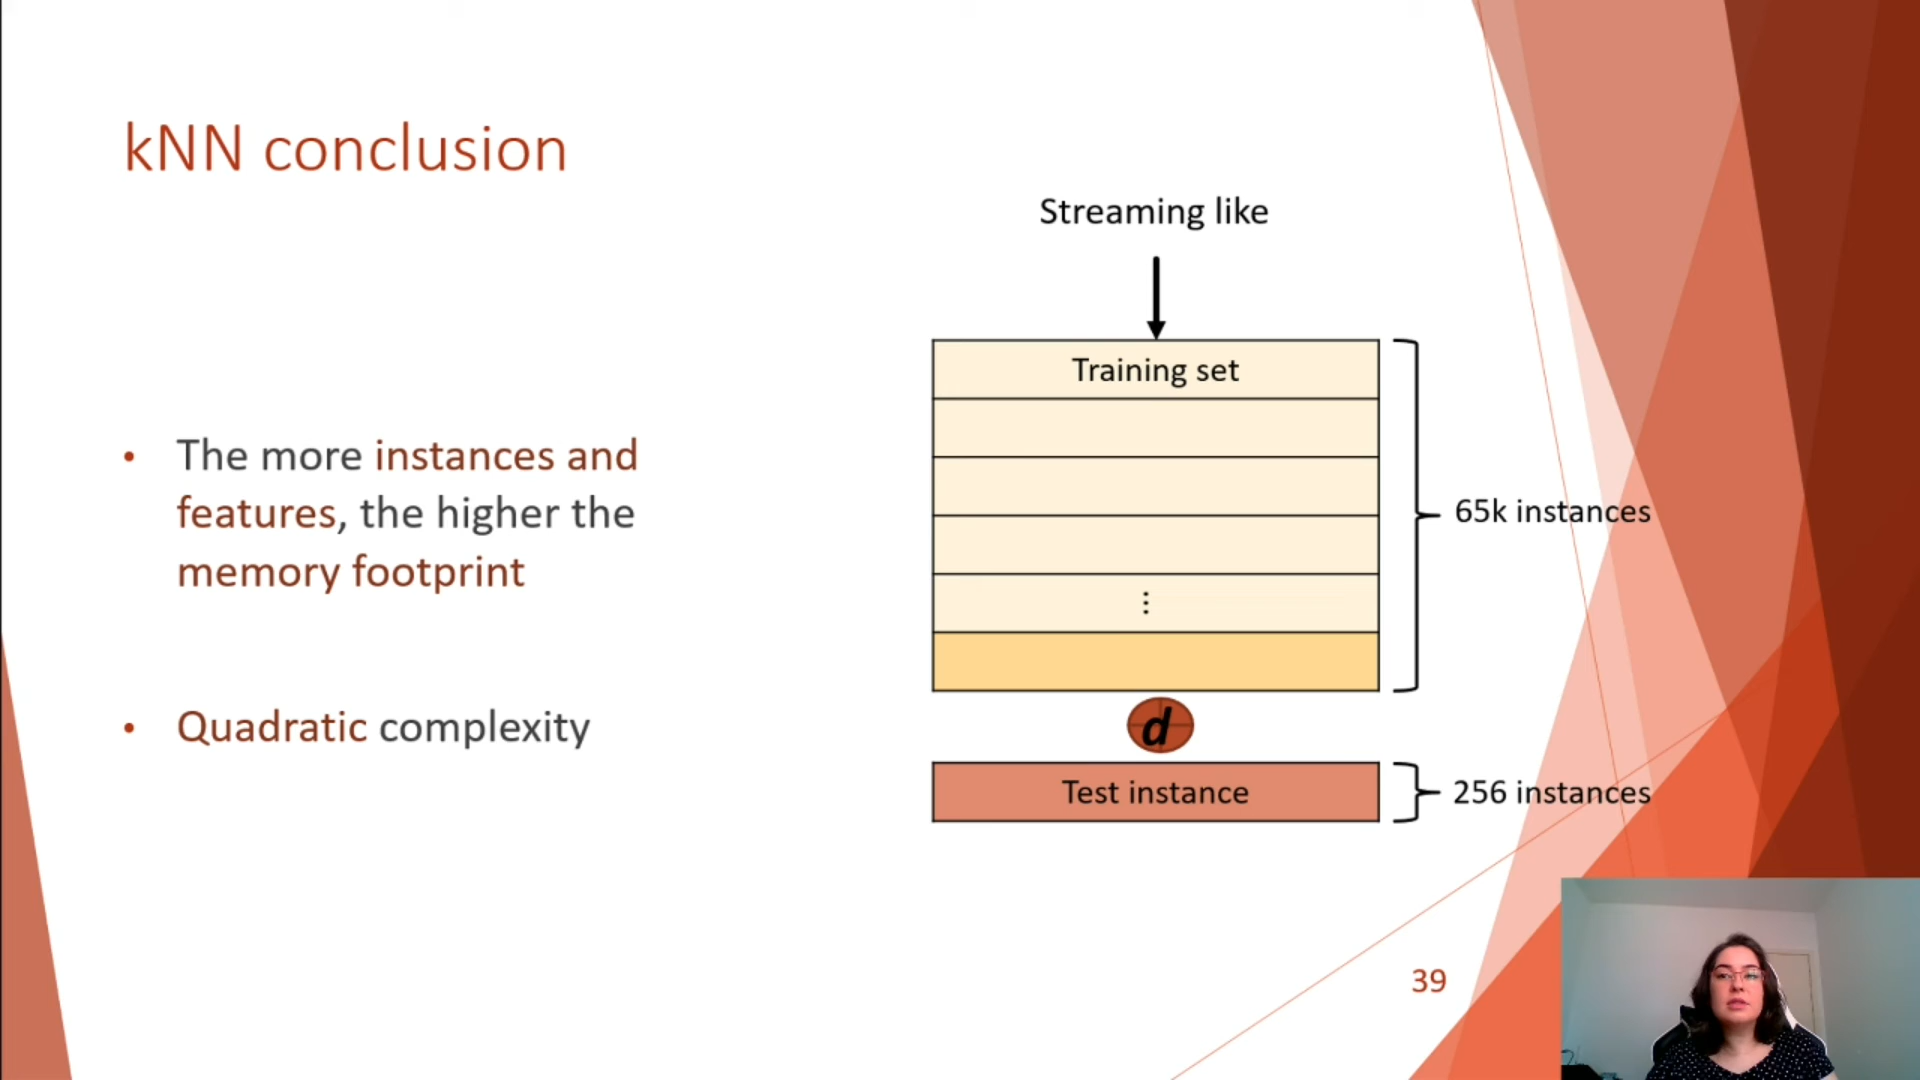 kNN conclusion
• The more instances and
features, the higher the
memory footprint
• Quadratic complexity
Streaming like
Training set
⋮
65k instances
d
Test instance
256 instances
39